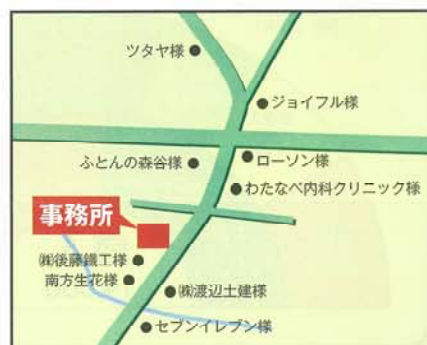 ツタヤ様
ジョイフル様
ふとんの森谷様
ローソン様
わたなべ内科クリニック様
事務所
㈱後藤鐵工様
南方生花様
㈱渡辺土建様
セブンイレブン様